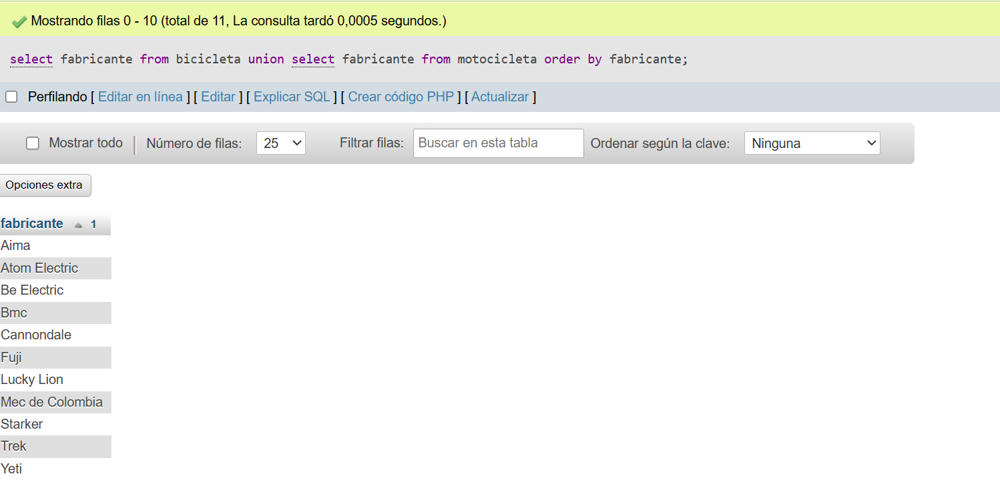 Mostrando filas 0 - 10 (total de 11, La consulta tardó 0,0005 segundos.)
select fabricante from bicicleta union select fabricante from motocicleta order by fabricante;
Perfilando [ Editar en línea ] [ Editar ] [ Explicar SQL ] [ Crear código PHP ] [ Actualizar ]
Mostrar todo | Número de filas: 25 Filtrar filas: Buscar en esta tabla Ordenar según la clave: Ninguna
Opciones extra
fabricante 1
Aima
Atom Electric
Be Electric
Bmc
Cannondale
Fuji
Lucky Lion
Mec de Colombia
Starker
Trek
Yeti